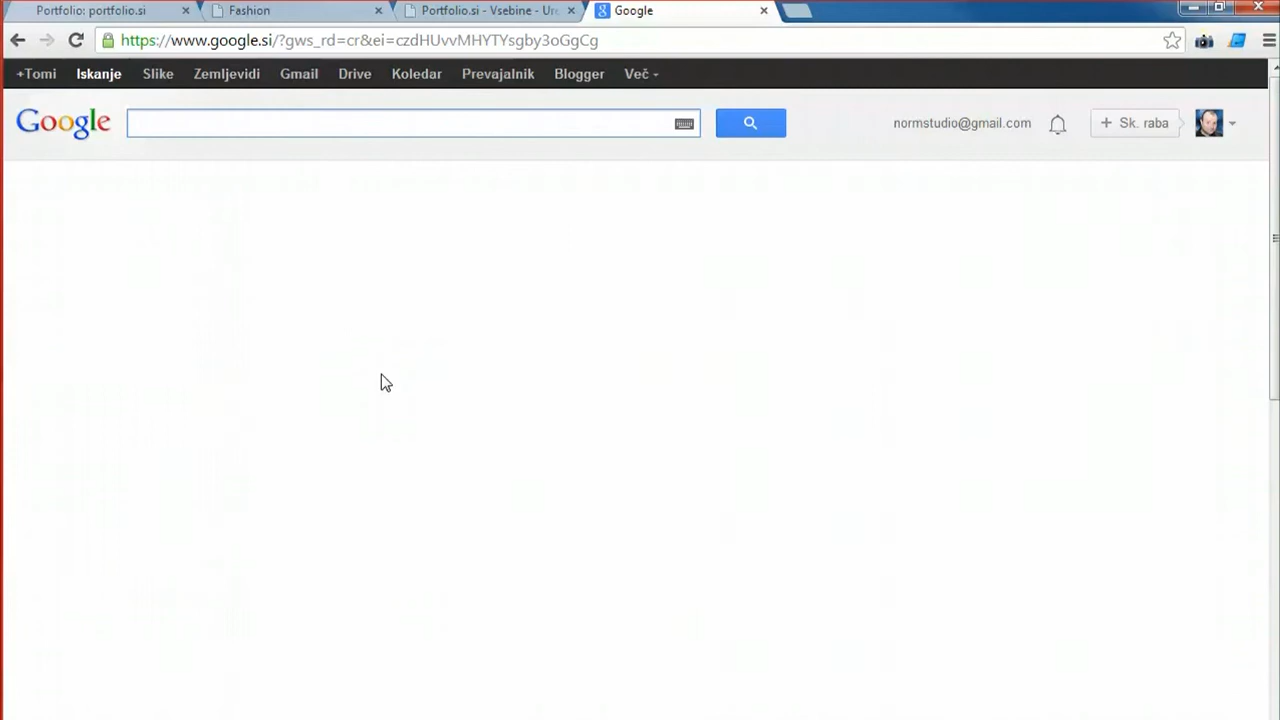 Portfolio: portfolio.si
Fashion
Portfolio.si - Vsebine - Ure
Google
https://www.google.si/?gws_rd=cr&ei=czdHUvvMHYTYsgby3oGgCg
+Tomi Iskanje Slike Zemljevidi Gmail Drive Koledar Prevajalnik Blogger Več
Google
normstudio@gmail.com
+ Sk. raba